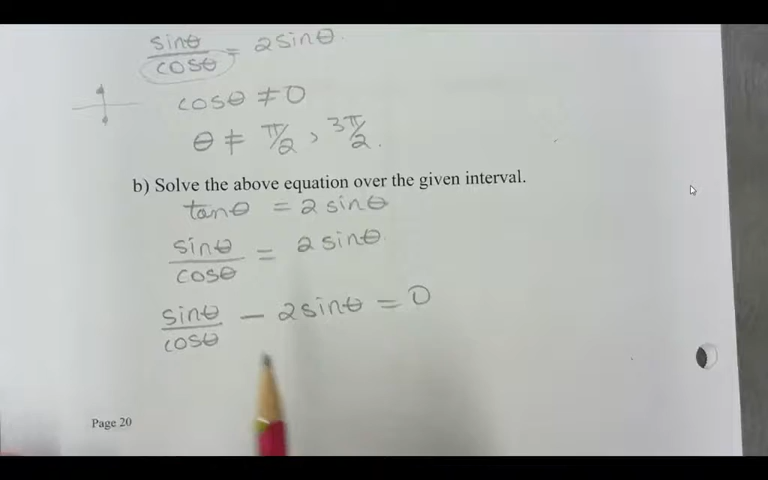 sinθ/cosθ = 2sinθ.
cosθ ≠ 0
θ ≠ π/2, 3π/2.
b) Solve the above equation over the given interval.
tanθ = 2 sinθ
sinθ/cosθ = 2 sinθ
sinθ/cosθ - 2sinθ = 0
Page 20